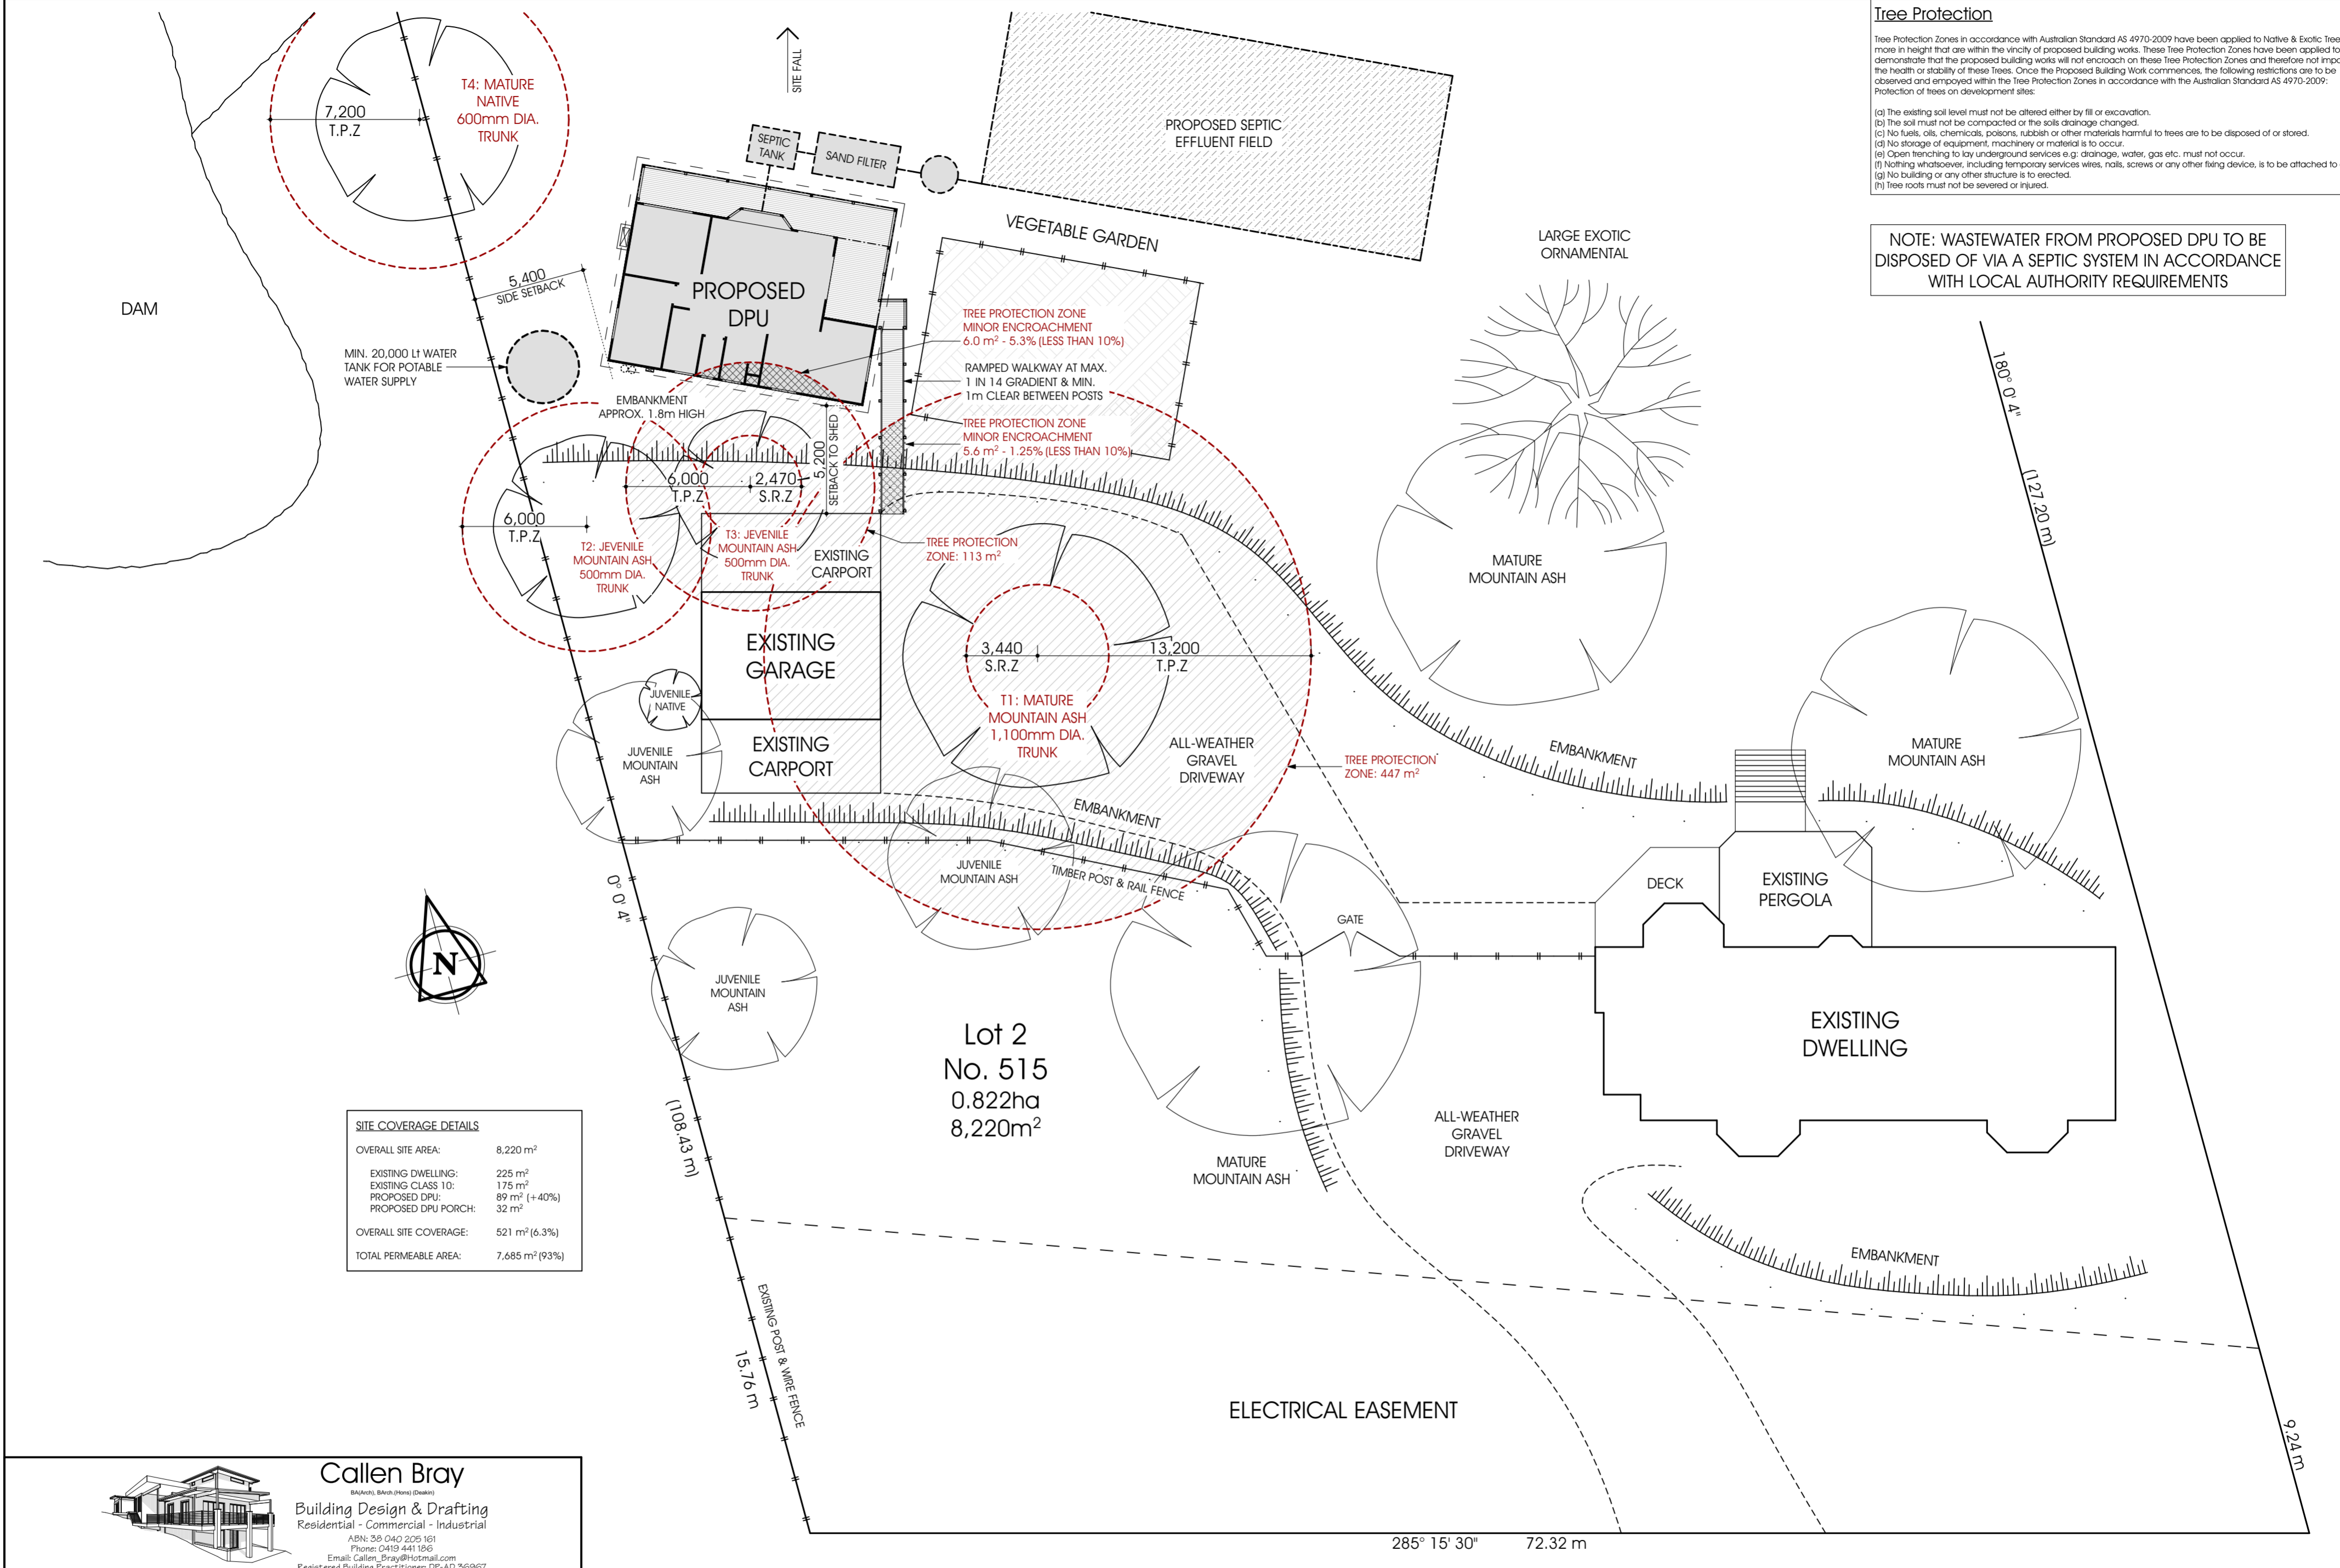 Tree Protection
Tree Protection Zones in accordance with Australian Standard AS 4970-2009 have been applied to Native & Exotic Tree
more in height that are within the vincity of proposed building works. These Tree Protection Zones have been applied to
demonstrate that the proposed building works will not encroach on these Tree Protection Zones and therefore not impa
the health or stability of these Trees. Once the Proposed Building Work commences, the following restrictions are to be
observed and empoyed within the Tree Protection Zones in accordance with the Australian Standard AS 4970-2009:
Protection of trees on development sites:
(a) The existing soil level must not be altered either by fill or excavation.
(b) The soil must not be compacted or the soils drainage changed.
(c) No fuels, oils, chemicals, poisons, rubbish or other materials harmful to trees are to be disposed of or stored.
(d) No storage of equipment, machinery or material is to occur.
(e) Open trenching to lay underground services e.g: drainage, water, gas etc. must not occur.
(f) Nothing whatsoever, including temporary services wires, nails, screws or any other fixing device, is to be attached to
(g) No building or any other structure is to erected.
(h) Tree roots must not be severed or injured.
NOTE: WASTEWATER FROM PROPOSED DPU TO BE
DISPOSED OF VIA A SEPTIC SYSTEM IN ACCORDANCE
WITH LOCAL AUTHORITY REQUIREMENTS
T4: MATURE
NATIVE
600mm DIA.
TRUNK
7,200
T.P.Z
SITE FALL
SEPTIC
TANK
SAND FILTER
PROPOSED SEPTIC
EFFLUENT FIELD
VEGETABLE GARDEN
LARGE EXOTIC
ORNAMENTAL
DAM
5,400
SIDE SETBACK
PROPOSED
DPU
MIN. 20,000 Lt WATER
TANK FOR POTABLE
WATER SUPPLY
TREE PROTECTION ZONE
MINOR ENCROACHMENT
6.0 m² - 5.3% (LESS THAN 10%)
RAMPED WALKWAY AT MAX.
1 IN 14 GRADIENT & MIN.
1m CLEAR BETWEEN POSTS
TREE PROTECTION ZONE
MINOR ENCROACHMENT
5.6 m² - 1.25% (LESS THAN 10%)
EMBANKMENT
APPROX. 1.8m HIGH
5,200
SETBACK TO SHED
6,000
T.P.Z
2,470
S.R.Z
6,000
T.P.Z
T2: JEVENILE
MOUNTAIN ASH
500mm DIA.
TRUNK
T3: JEVENILE
MOUNTAIN ASH
500mm DIA.
TRUNK
EXISTING
CARPORT
TREE PROTECTION
ZONE: 113 m²
MATURE
MOUNTAIN ASH
180° 0' 4"
(127.20 m)
EXISTING
GARAGE
3,440
S.R.Z
13,200
T.P.Z
T1: MATURE
MOUNTAIN ASH
1,100mm DIA.
TRUNK
JUVENILE
NATIVE
JUVENILE
MOUNTAIN
ASH
EXISTING
CARPORT
ALL-WEATHER
GRAVEL
DRIVEWAY
TREE PROTECTION
ZONE: 447 m²
EMBANKMENT
MATURE
MOUNTAIN ASH
EMBANKMENT
JUVENILE
MOUNTAIN ASH
TIMBER POST & RAIL FENCE
0° 0' 4"
GATE
DECK
EXISTING
PERGOLA
N
JUVENILE
MOUNTAIN
ASH
EXISTING
DWELLING
Lot 2
No. 515
0.822ha
8,220m²
(108.43 m)
MATURE
MOUNTAIN ASH
ALL-WEATHER
GRAVEL
DRIVEWAY
SITE COVERAGE DETAILS
OVERALL SITE AREA: 8,220 m²
EXISTING DWELLING: 225 m²
EXISTING CLASS 10: 175 m²
PROPOSED DPU: 89 m² (+40%)
PROPOSED DPU PORCH: 32 m²
OVERALL SITE COVERAGE: 521 m² (6.3%)
TOTAL PERMEABLE AREA: 7,685 m² (93%)
EMBANKMENT
EXISTING POST & WIRE FENCE
15.76 m
ELECTRICAL EASEMENT
9.24 m
285° 15' 30" 72.32 m
Callen Bray
BA(Arch), BArch (Hons) (Deakin)
Building Design & Drafting
Residential - Commercial - Industrial
ABN: 38 040 205 161
Phone: 0419 441 186
Email: Callen_Bray@Hotmail.com
Registered Building Practitioner: DP-AD 36967